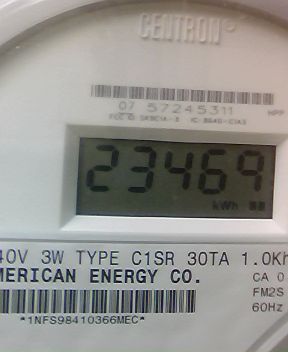 CENTRON
07 57245311
23469
kWh
40V 3W TYPE C1SR 30TA 1.0Kh
MERICAN ENERGY CO.
CA 0
FM2S
60Hz
*1NFS98410366MEC*